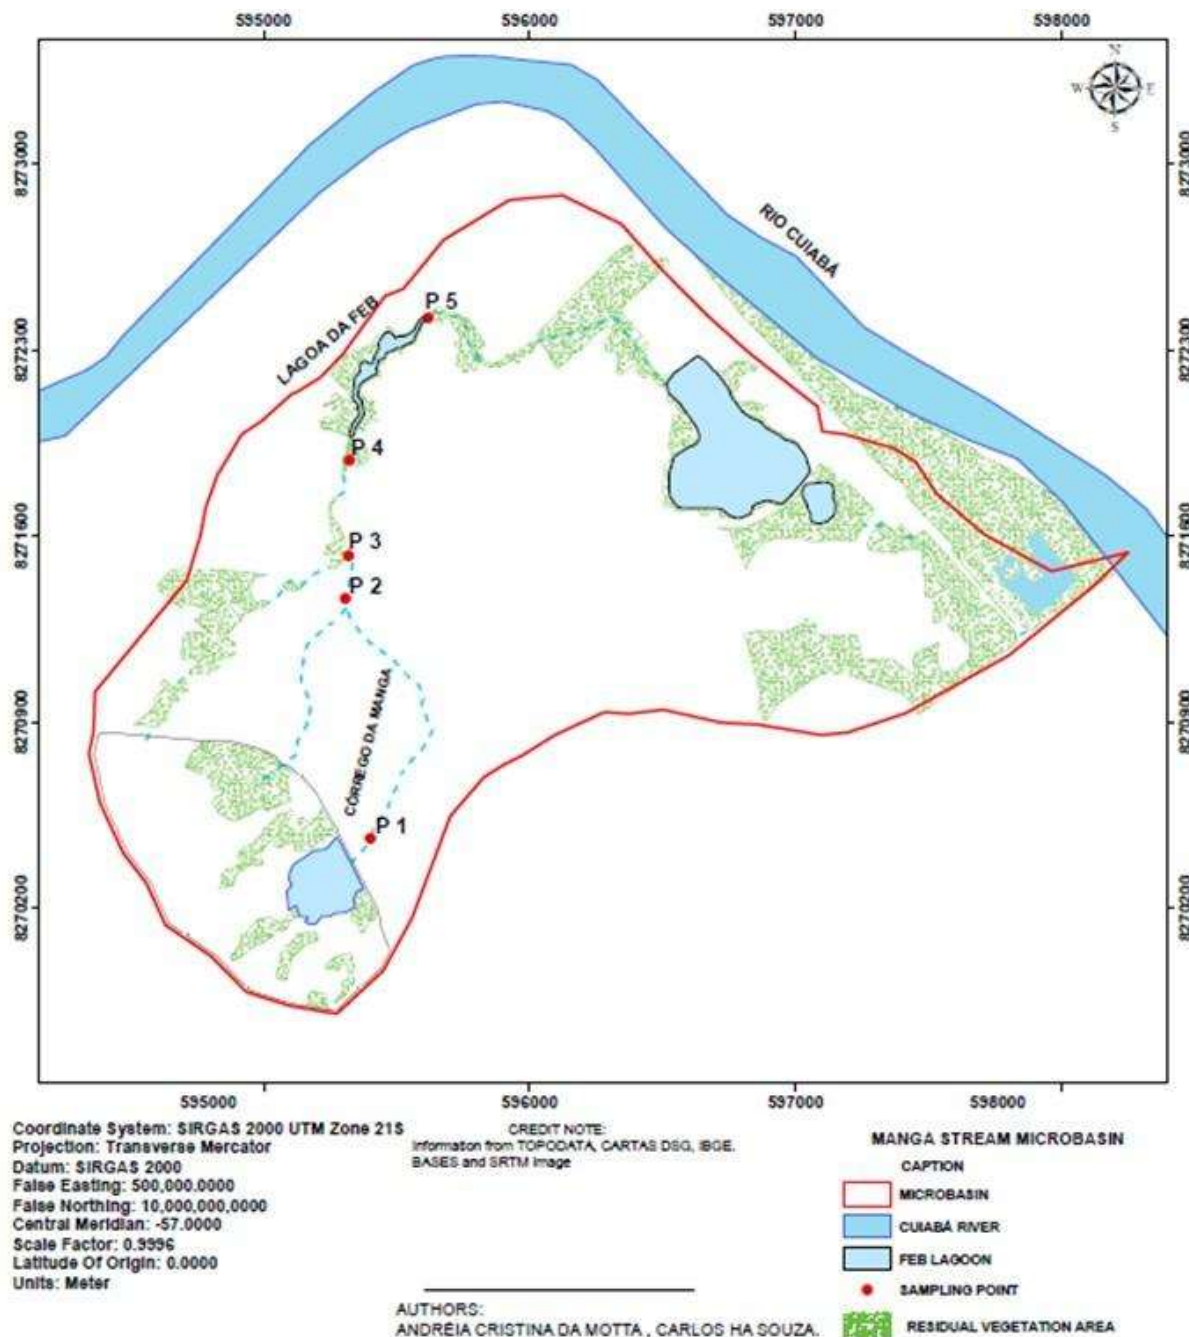 595000 596000 597000 598000
N
W E
S
8273000 8273000
RIO CUIABÁ
LAGOA DA FEB
P 5
8272300 8272300
P 4
8271600 8271600
P 3
P 2
CÓRREGO DA MANGA
8270900 8270900
P 1
8270200 8270200
595000 596000 597000 598000
Coordinate System: SIRGAS 2000 UTM Zone 21S
Projection: Transverse Mercator
Datum: SIRGAS 2000
False Easting: 500,000.0000
False Northing: 10,000,000,0000
Central Meridian: -57.0000
Scale Factor: 0.9996
Latitude Of Origin: 0.0000
Units: Meter
CREDIT NOTE:
Information from TOPODATA, CARTAS DSG, IBGE.
BASES and SRTM Image
AUTHORS:
ANDRÉIA CRISTINA DA MOTTA , CARLOS HA SOUZA.
MANGA STREAM MICROBASIN
CAPTION
MICROBASIN
CUIABÁ RIVER
FEB LAGOON
SAMPLING POINT
RESIDUAL VEGETATION AREA